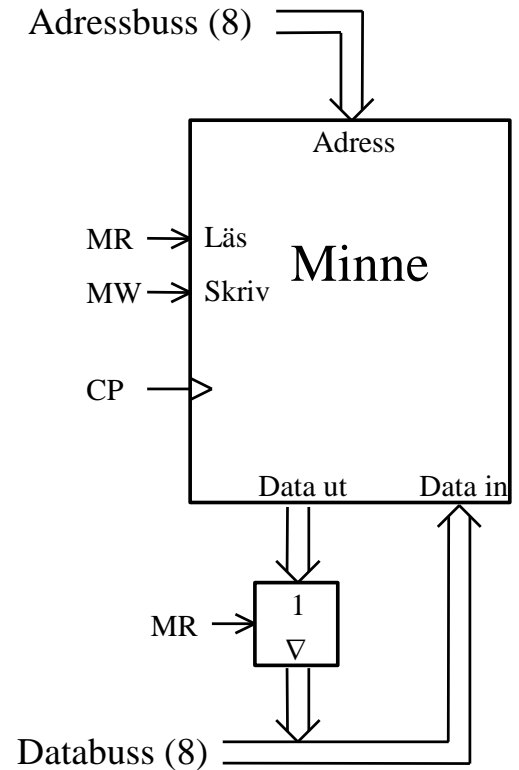 Adressbuss (8)
Adress
MR
Läs
Minne
MW
Skriv
CP
Data ut
Data in
1
MR
∇
Databuss (8)